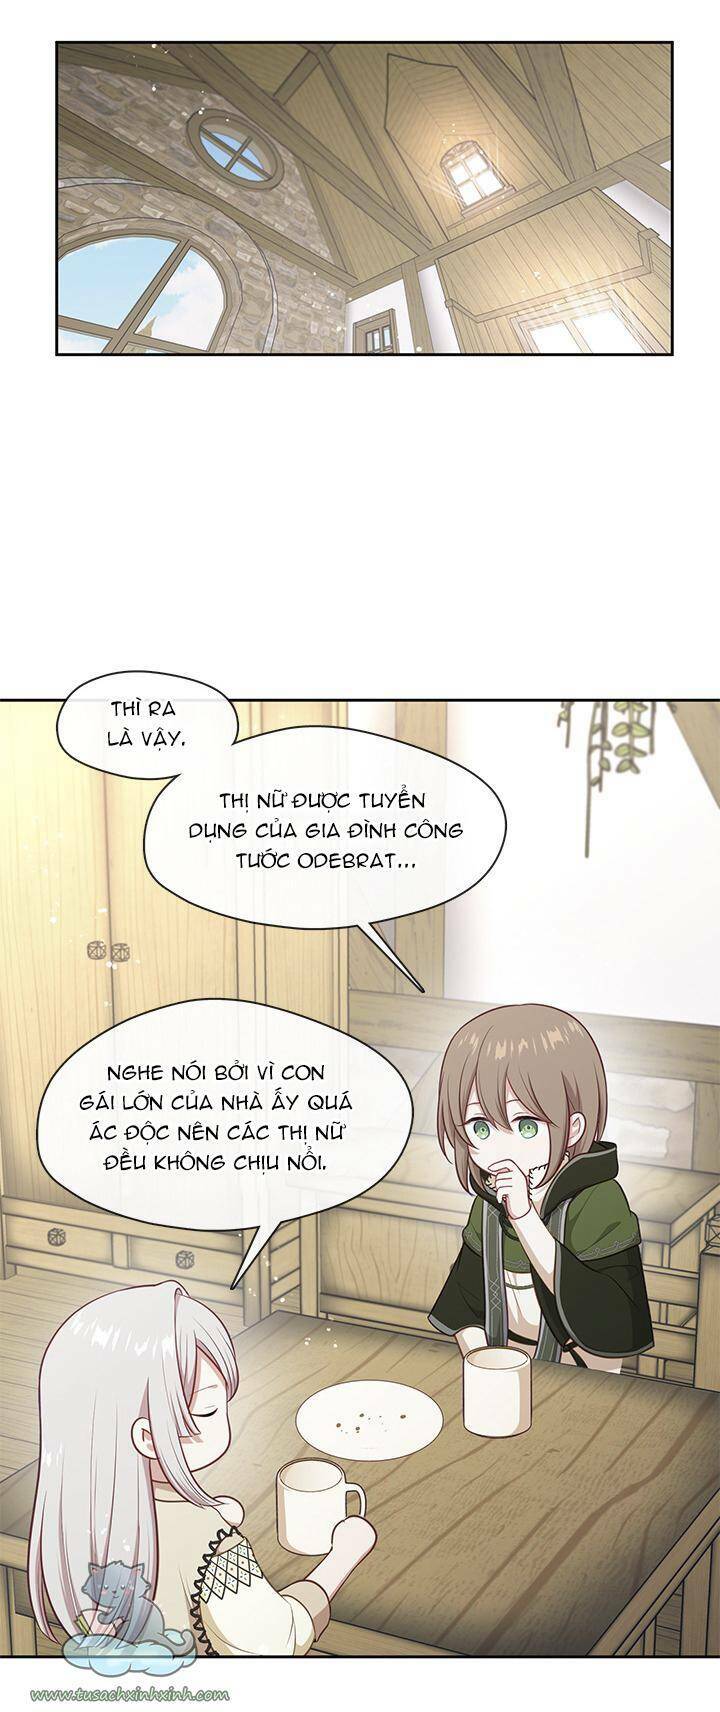 THÌ RA
LÀ VẬY.
THỊ NỮ ĐƯỢC TUYỂN
DỤNG CỦA GIA ĐÌNH CÔNG
TƯỚC ODEBRAT...
NGHE NÓI BỞI VÌ CON
GÁI LỚN CỦA NHÀ ẤY QUÁ
ÁC ĐỘC NÊN CÁC THỊ NỮ
ĐỀU KHÔNG CHỊU NỔI.
www.tusachxinhxinh.com